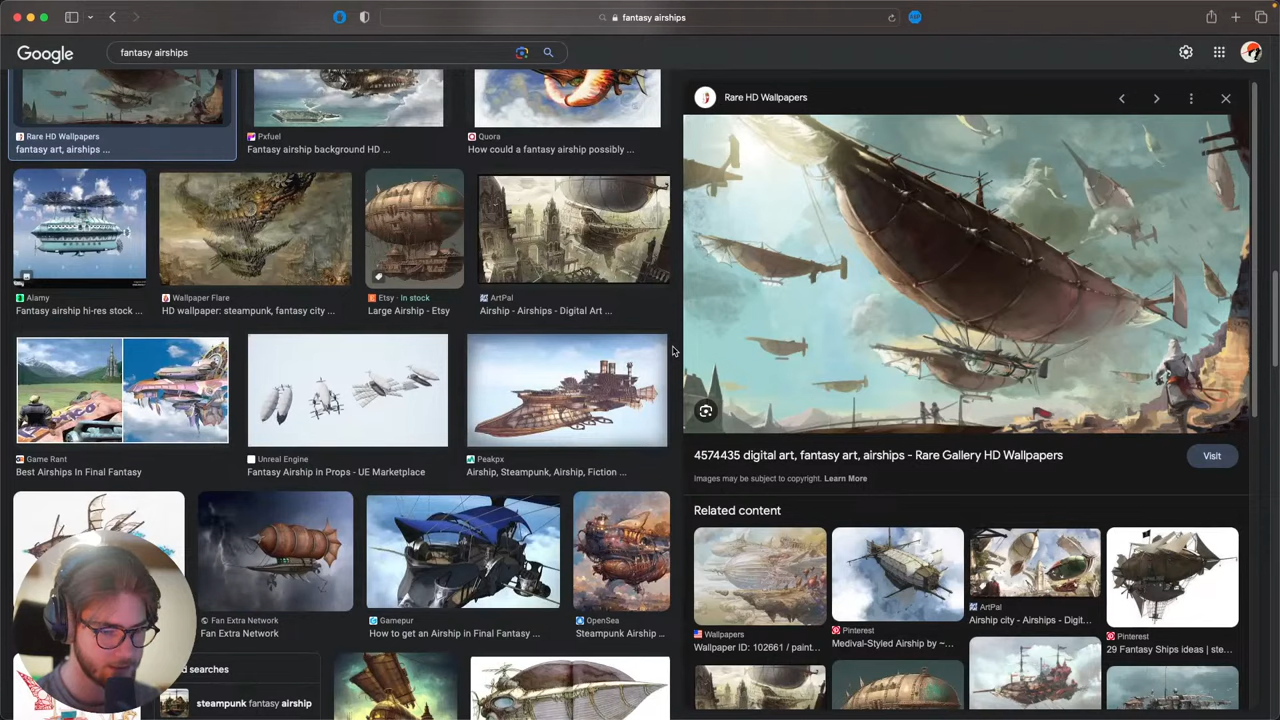 fantasy airships
Google
fantasy airships
Rare HD Wallpapers
fantasy art, airships ...
Pxfuel
Fantasy airship background HD ...
Quora
How could a fantasy airship possibly ...
Alamy
Fantasy airship hi-res stock ...
Wallpaper Flare
HD wallpaper: steampunk, fantasy city ...
Etsy · In stock
Large Airship - Etsy
ArtPal
Airship - Airships - Digital Art ...
Game Rant
Best Airships In Final Fantasy
Unreal Engine
Fantasy Airship in Props - UE Marketplace
Peakpx
Airship, Steampunk, Airship, Fiction ...
Fan Extra Network
Fan Extra Network
Gamepur
How to get an Airship in Final Fantasy ...
OpenSea
Steampunk Airship ...
d searches
steampunk fantasy airship
Rare HD Wallpapers
4574435 digital art, fantasy art, airships - Rare Gallery HD Wallpapers
Visit
Images may be subject to copyright. Learn More
Related content
Wallpapers
Wallpaper ID: 102661 / paint...
Pinterest
Medival-Styled Airship by ~...
ArtPal
Airship city - Airships - Digit...
Pinterest
29 Fantasy Ships ideas | ste...